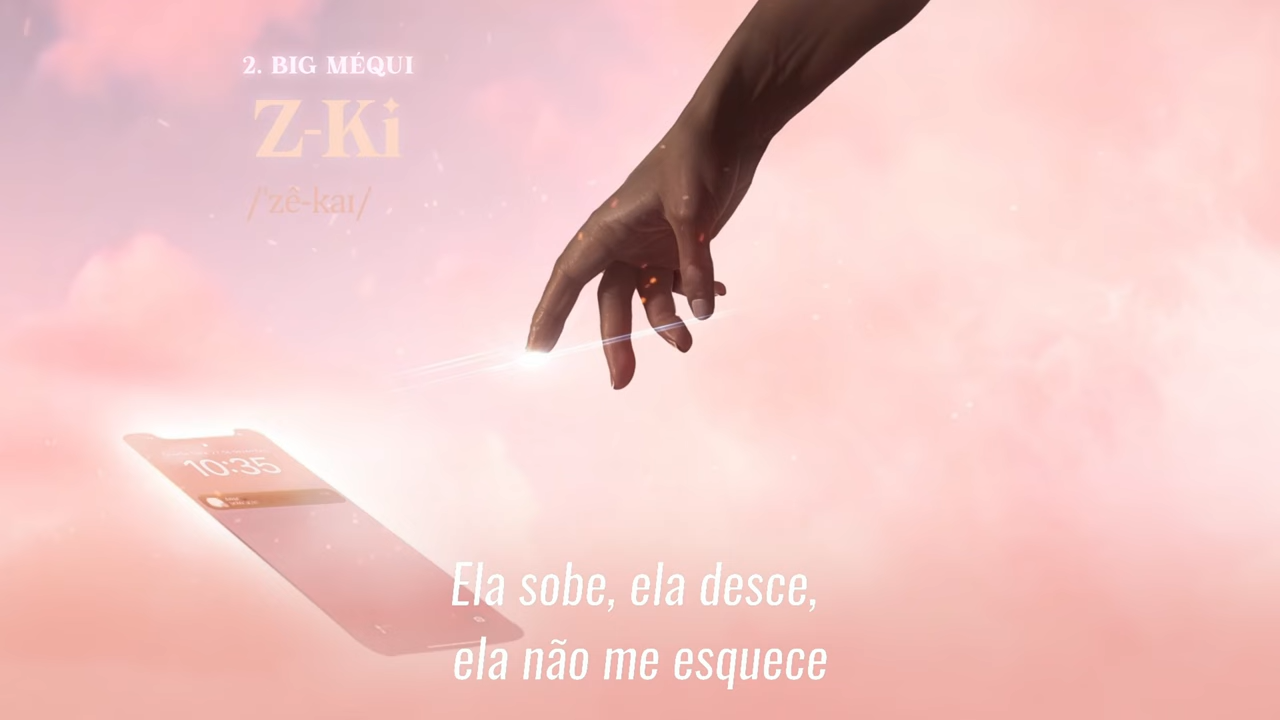 2. BIG MÉQUI
Z-Ki
/ˈzê-kaɪ/
10:35
Ela sobe, ela desce,
ela não me esquece